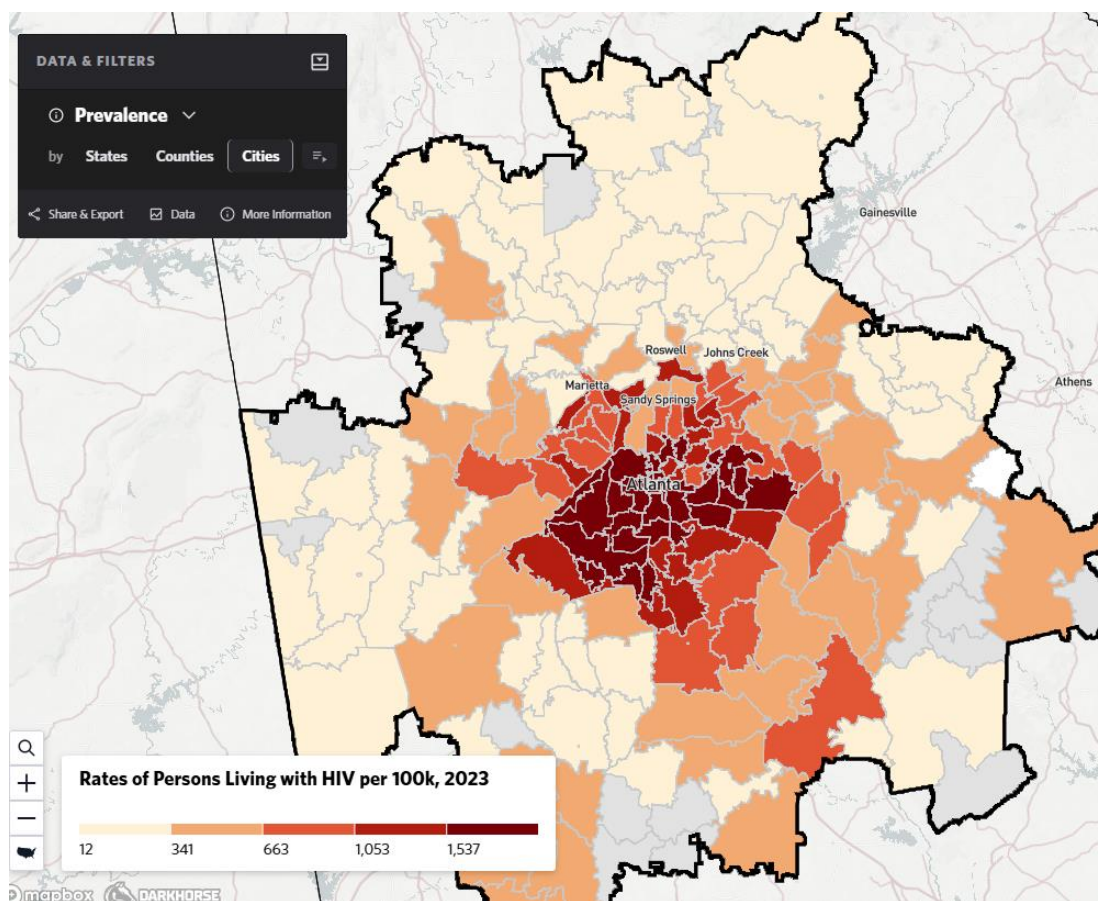 DATA & FILTERS
Prevalence
by States Counties Cities
Share & Export Data More Information
Gainesville
Roswell Johns Creek
Marietta
Athens
Sandy Springs
Atlanta
Rates of Persons Living with HIV per 100k, 2023
12 341 663 1,053 1,537
mapbox DARKHORSE